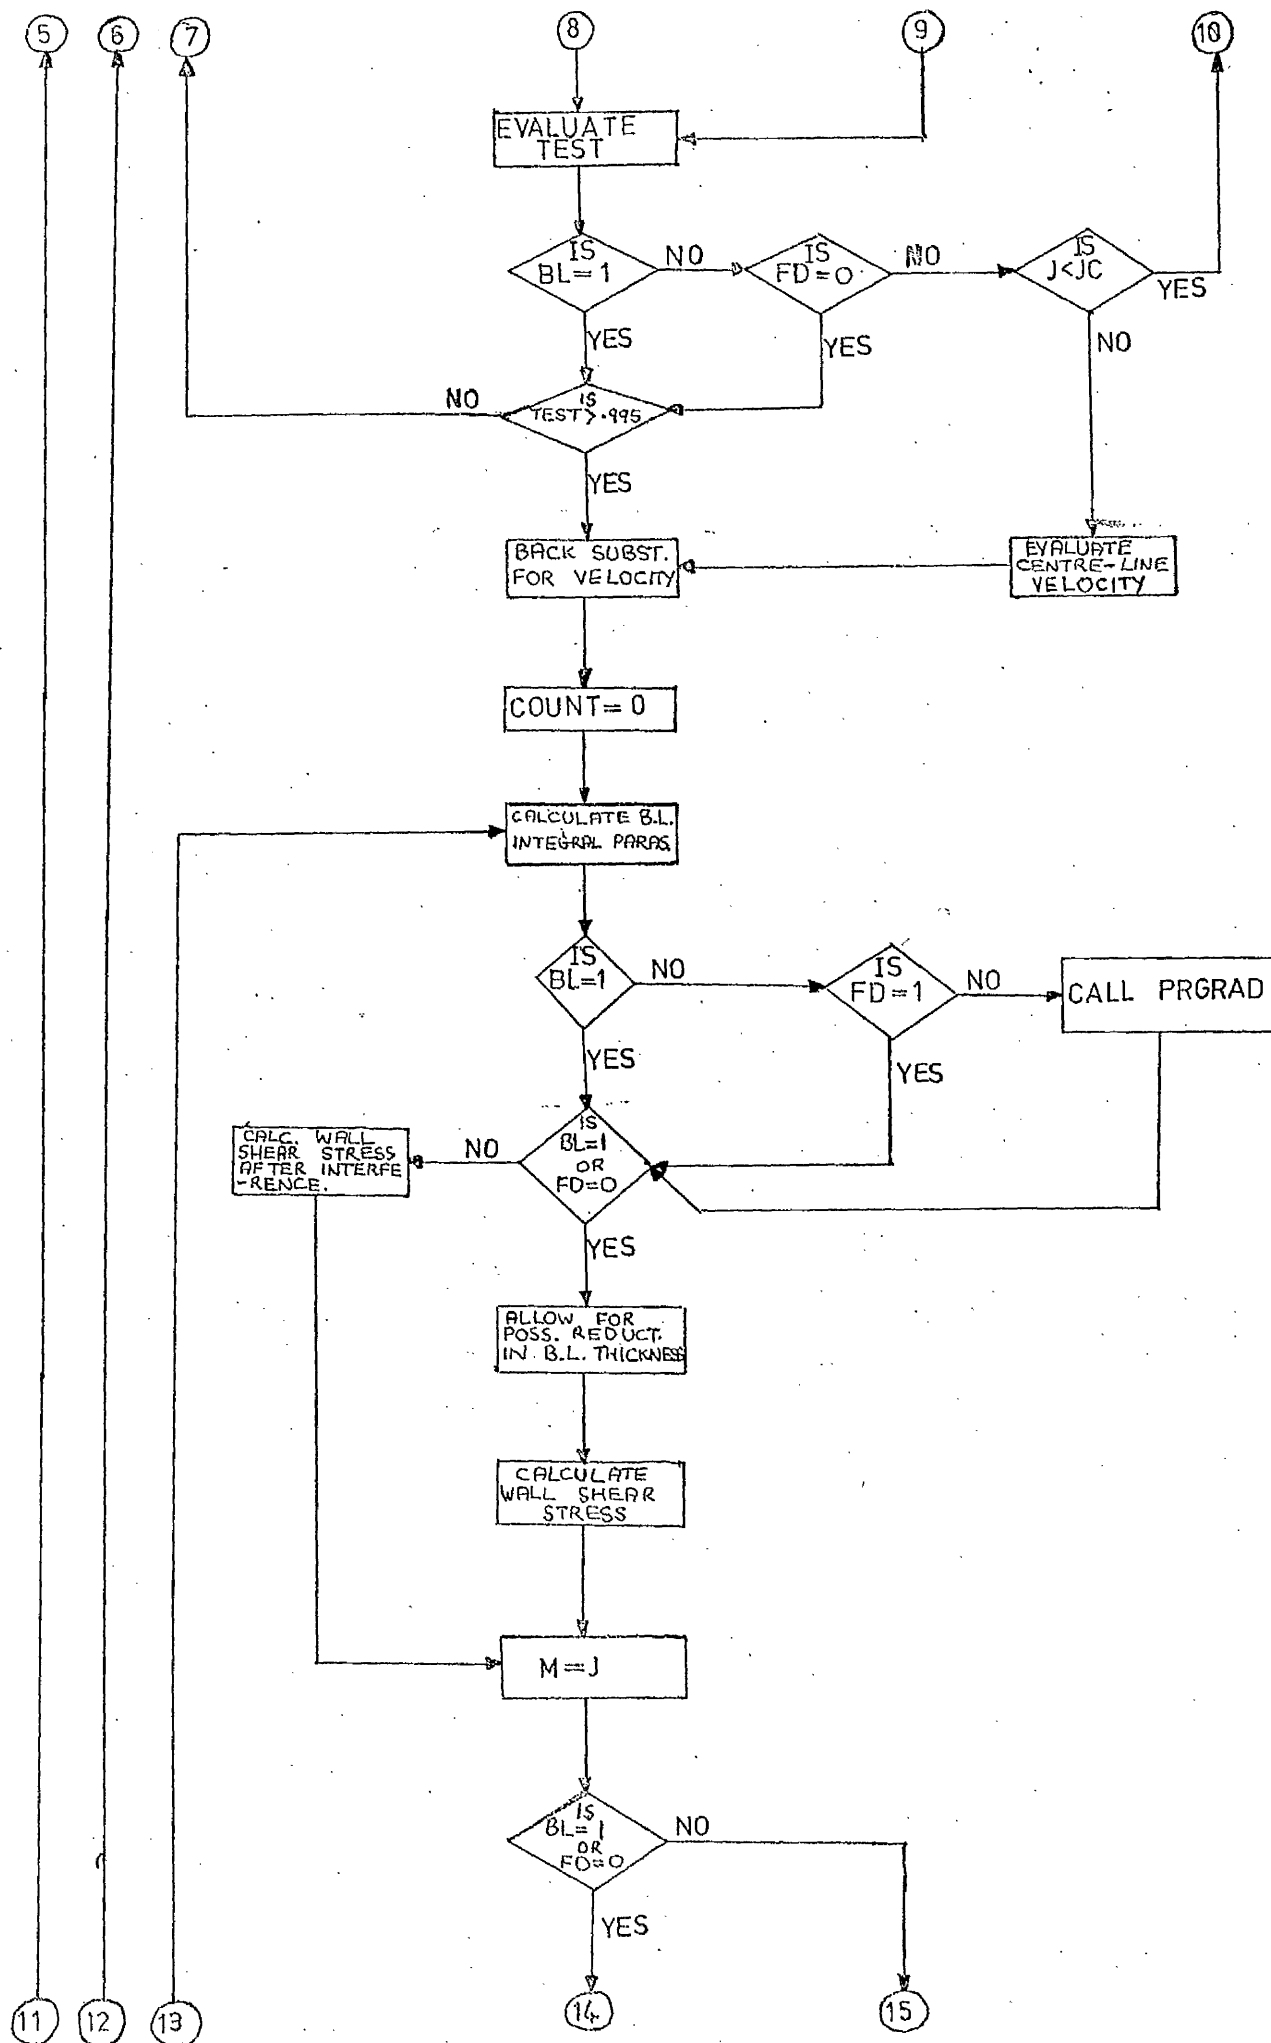 5
6
7
8
9
10
EVALUATE
TEST
IS
BL=1
NO
IS
FD=0
NO
IS
J<JC
YES
YES
YES
NO
NO
IS
TEST>.995
YES
BACK SUBST.
FOR VELOCITY
EVALUATE
CENTRE-LINE
VELOCITY
COUNT=0
CALCULATE B.L.
INTEGRAL PARAS.
IS
BL=1
NO
IS
FD=1
NO
CALL PRGRAD
YES
YES
CALC. WALL
SHEAR STRESS
AFTER INTERFE
-RENCE.
NO
IS
BL=1
OR
FD=0
YES
ALLOW FOR
POSS. REDUCT.
IN B.L. THICKNESS
CALCULATE
WALL SHEAR
STRESS
M=J
IS
BL=1
OR
FD=0
NO
YES
11
12
13
14
15